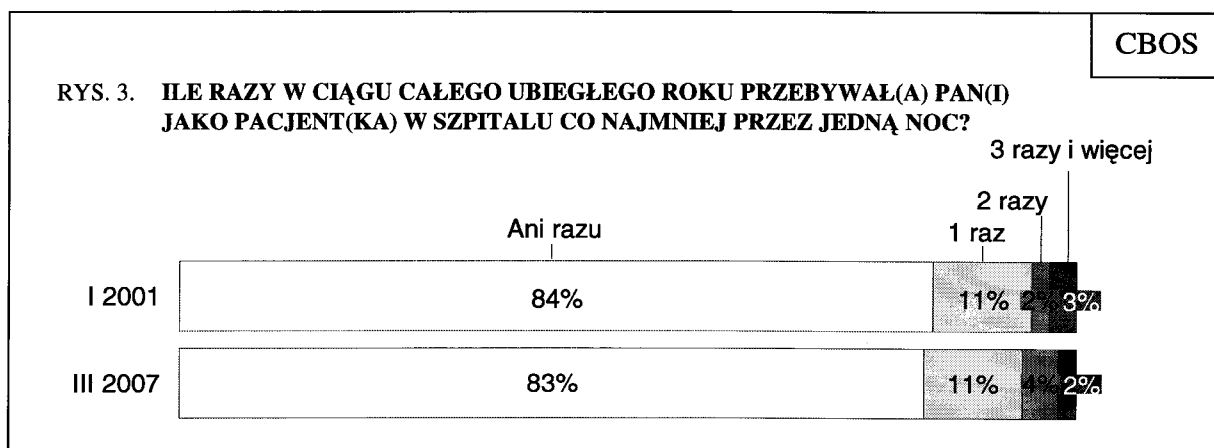 CBOS
RYS. 3. ILE RAZY W CIĄGU CAŁEGO UBIEGŁEGO ROKU PRZEBYWAŁ(A) PAN(I)
JAKO PACJENT(KA) W SZPITALU CO NAJMNIEJ PRZEZ JEDNĄ NOC?
3 razy i więcej
2 razy
Ani razu 1 raz
I 2001 84% 11% 2% 3%
III 2007 83% 11% 4% 2%